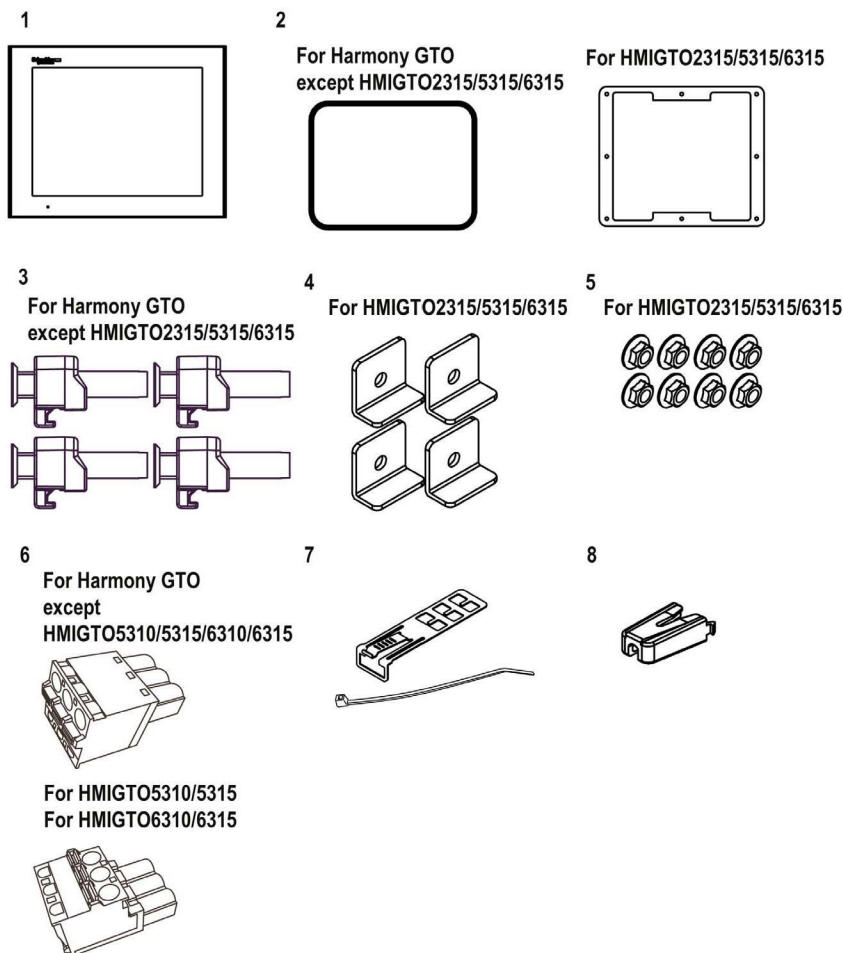 1
2
For Harmony GTO
except HMIGTO2315/5315/6315
For HMIGTO2315/5315/6315
3
For Harmony GTO
except HMIGTO2315/5315/6315
4
For HMIGTO2315/5315/6315
5
For HMIGTO2315/5315/6315
6
For Harmony GTO
except
HMIGTO5310/5315/6310/6315
For HMIGTO5310/5315
For HMIGTO6310/6315
7
8